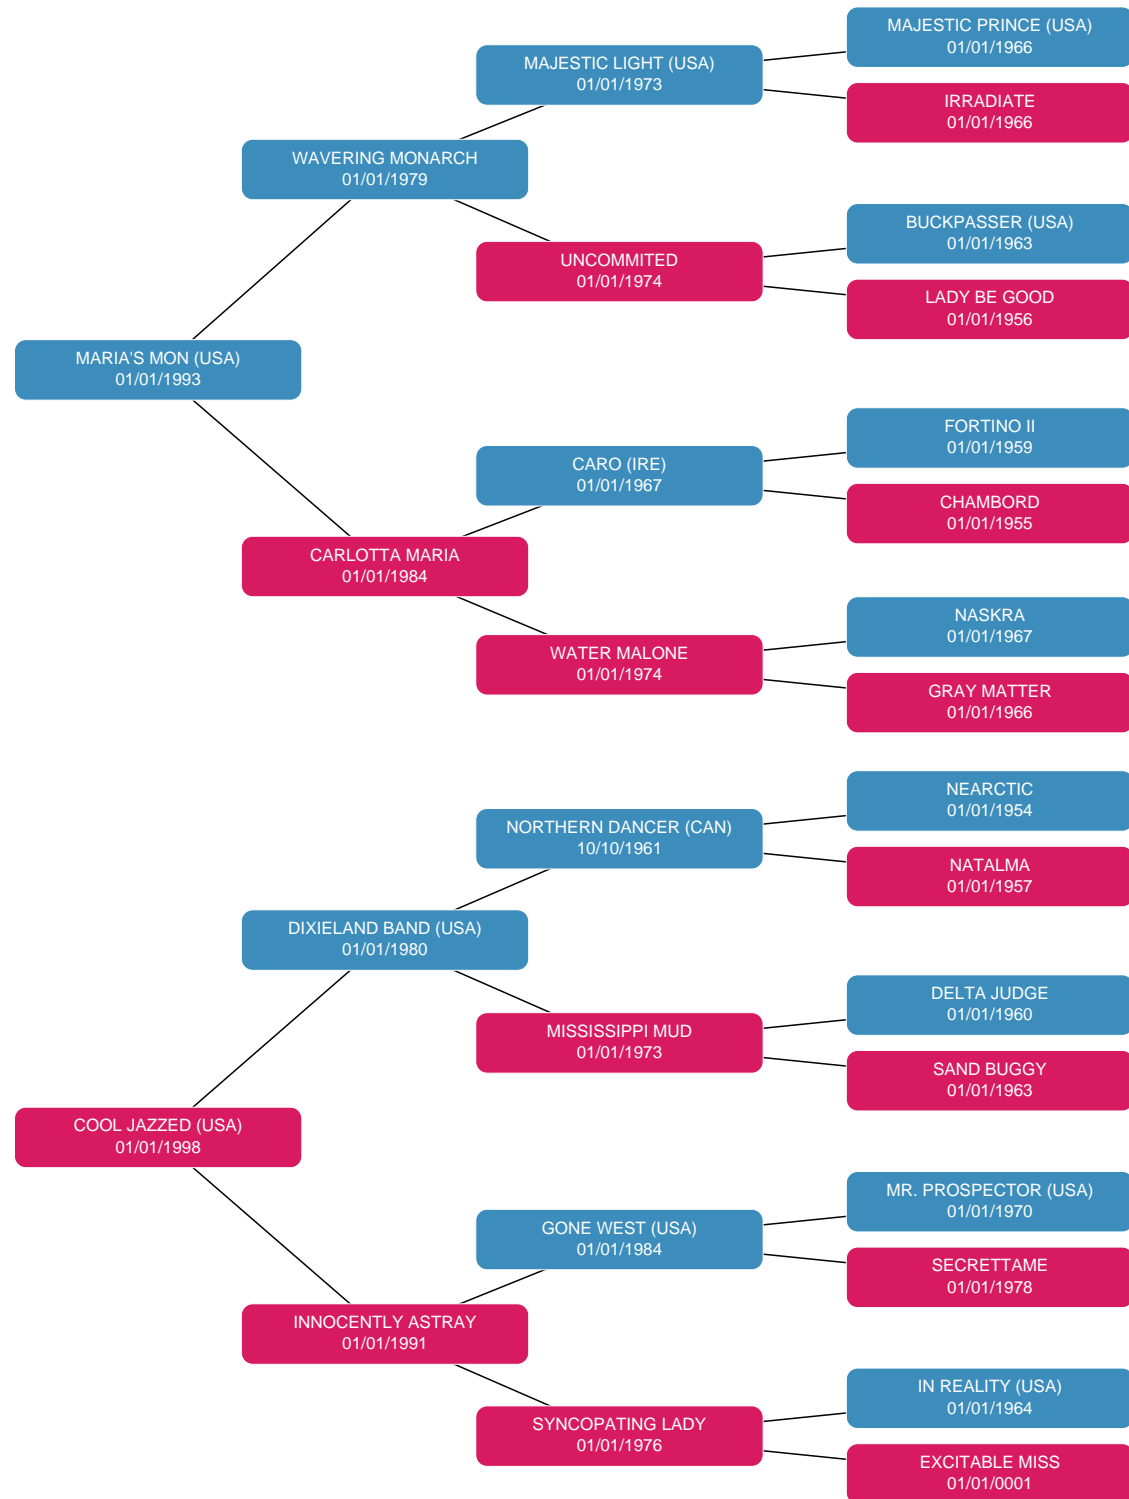 MAJESTIC PRINCE (USA)
01/01/1966
MAJESTIC LIGHT (USA)
01/01/1973
IRRADIATE
01/01/1966
WAVERING MONARCH
01/01/1979
BUCKPASSER (USA)
01/01/1963
UNCOMMITED
01/01/1974
LADY BE GOOD
01/01/1956
MARIA'S MON (USA)
01/01/1993
FORTINO II
01/01/1959
CARO (IRE)
01/01/1967
CHAMBORD
01/01/1955
CARLOTTA MARIA
01/01/1984
NASKRA
01/01/1967
WATER MALONE
01/01/1974
GRAY MATTER
01/01/1966
NEARCTIC
01/01/1954
NORTHERN DANCER (CAN)
10/10/1961
NATALMA
01/01/1957
DIXIELAND BAND (USA)
01/01/1980
DELTA JUDGE
01/01/1960
MISSISSIPPI MUD
01/01/1973
SAND BUGGY
01/01/1963
COOL JAZZED (USA)
01/01/1998
MR. PROSPECTOR (USA)
01/01/1970
GONE WEST (USA)
01/01/1984
SECRETTAME
01/01/1978
INNOCENTLY ASTRAY
01/01/1991
IN REALITY (USA)
01/01/1964
SYNCOPATING LADY
01/01/1976
EXCITABLE MISS
01/01/0001